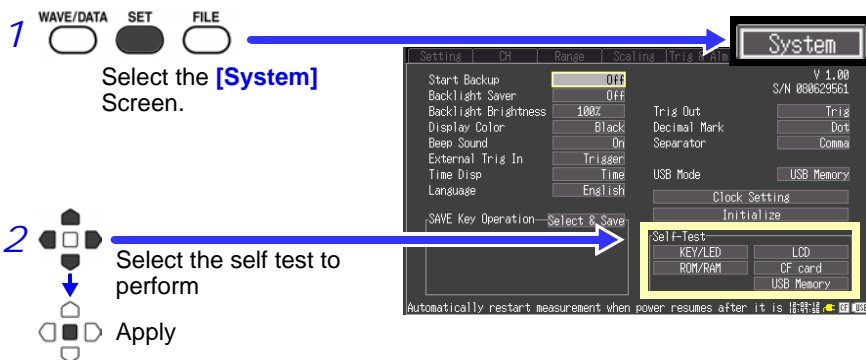 WAVE/DATA SET FILE
1
Select the [System]
Screen.
System
Setting CH Range Scaling Trig & Alm
Start Backup Off
V 1.00
Backlight Saver Off
S/N 080629561
Backlight Brightness 100%
Trig Out Trig
Display Color Black
Decimal Mark Dot
Beep Sound On
Separator Comma
External Trig In Trigger
Time Disp Time
USB Mode USB Memory
Language English
Clock Setting
Initialize
SAVE Key Operation Select & Save
Self-Test
KEY/LED LCD
ROM/RAM CF card
USB Memory
Automatically restart measurement when power resumes after it is
CF USB
2
Select the self test to
perform
Apply